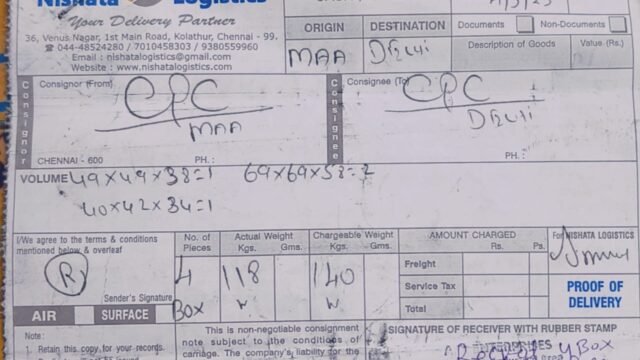 Nishata Logistics
Your Delivery Partner
36, Venus Nagar, 1st Main Road, Kolathur, Chennai - 99.
☎ 044-48524280 / 7010458303 / 9380559960
Email : nishatalogistics@gmail.com
Website : www.nishatalogistics.com
ORIGIN DESTINATION
MAA Delhi
Documents Non-Documents
Description of Goods Value (Rs.)
Consignor
Consignor (From)
CPC
MAA
CHENNAI - 600 PH. :
Consignee
Consignee (To)
CPC
Delhi
PH. :
VOLUME 49x49x38=1 69x69x58=2
40x42x34=1
I/We agree to the terms & conditions
mentioned below & overleaf
R
Sender's Signature
AIR SURFACE
No. of Pieces
4
BOX
Actual Weight
Kgs. Gms.
118
Chargeable Weight
Kgs. Gms.
140
AMOUNT CHARGED
Rs. Ps.
Freight
Service Tax
Total
For NISHATA LOGISTICS
PROOF OF
DELIVERY
Note :
1. Retain this copy for your records.
This is non-negotiable consignment
note subject to the conditions of
carriage. The company's liability for the
SIGNATURE OF RECEIVER WITH RUBBER STAMP
ENTERPRISES
4 BOX